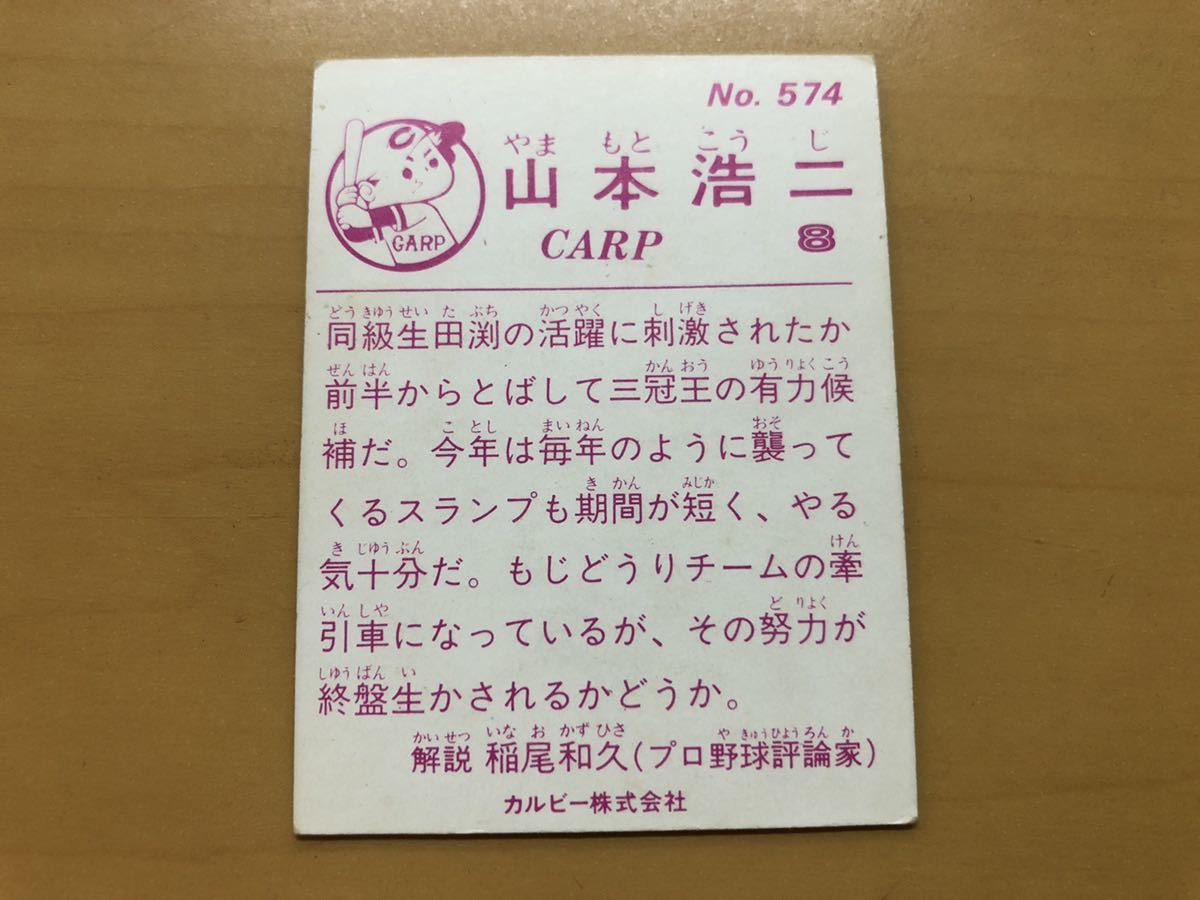 No. 574
やま もと こう じ
山本浩二
CARP
CARP 8
どうきゅうせい た ぶち かつ やく し げき
同級生田渕の活躍に刺激されたか
ぜん はん かん おう ゆう りよく こう
前半からとばして三冠王の有力候
ほ こ とし まい ねん おそ
補だ。今年は毎年のように襲って
き かん みじか
くるスランプも期間が短く、やる
き じゆう ぶん けん
気十分だ。もじどうりチームの牽
いん しや ど りよく
引車になっているが、その努力が
しゆう ばん い
終盤生かされるかどうか。
かい せつ いな お かず ひさ や きゅう ひょう ろん か
解説 稲尾和久(プロ野球評論家)
カルビー株式会社